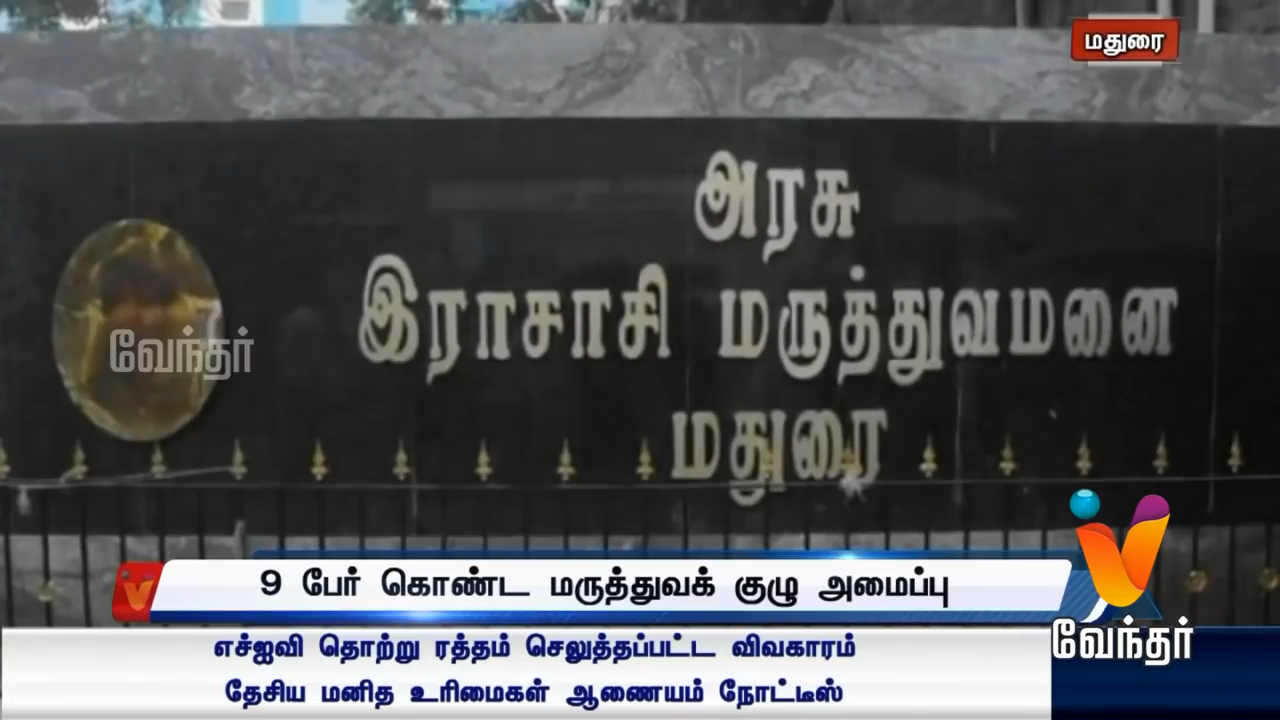 மதுரை
அரசு
இராசாசி மருத்துவமனை
மதுரை
வேந்தர்
9 பேர் கொண்ட மருத்துவக் குழு அமைப்பு
எச்ஐவி தொற்று ரத்தம் செலுத்தப்பட்ட விவகாரம்
தேசிய மனித உரிமைகள் ஆணையம் நோட்டீஸ்
வேந்தர்